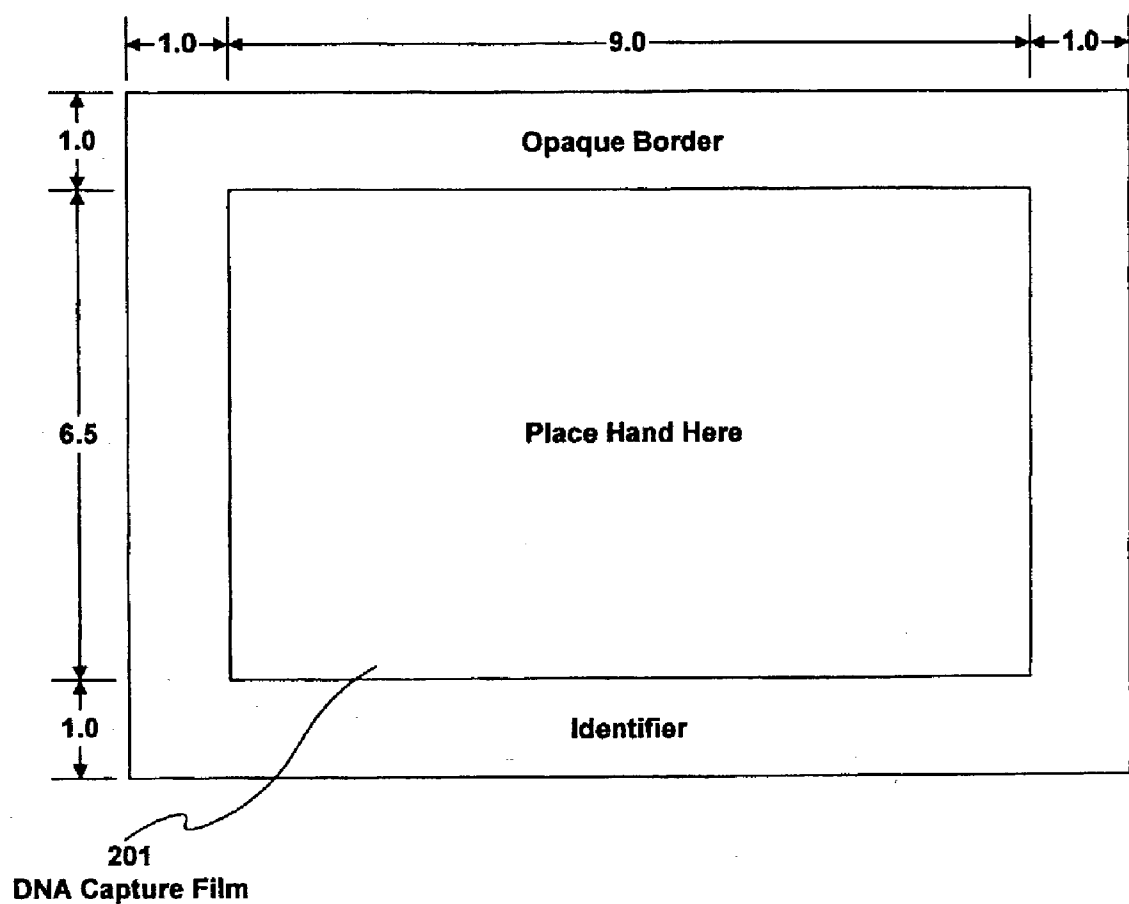 1.0 9.0 1.0
1.0
Opaque Border
6.5
Place Hand Here
1.0
Identifier
201
DNA Capture Film